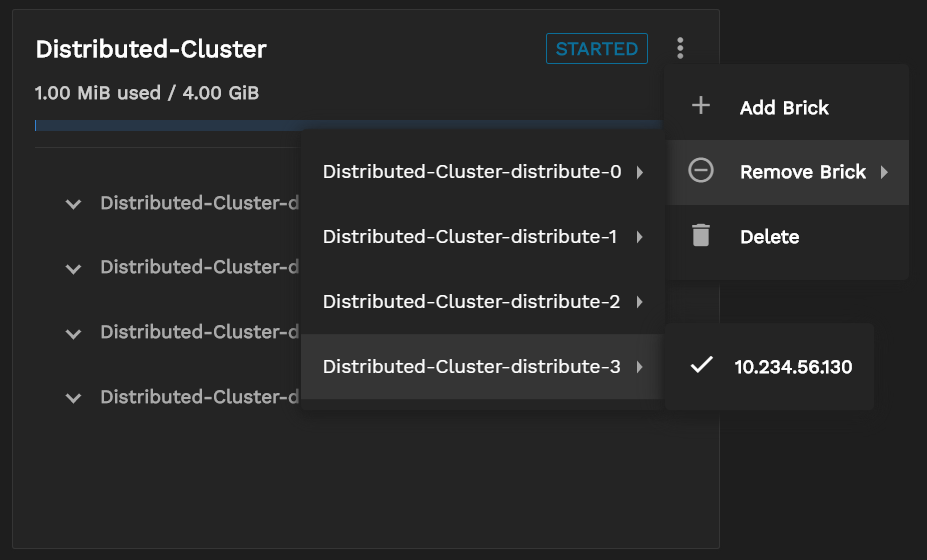 Distributed-Cluster
STARTED
1.00 MiB used / 4.00 GiB
Add Brick
Remove Brick
Delete
Distributed-Cluster-distribute-0
Distributed-Cluster-distribute-1
Distributed-Cluster-distribute-2
Distributed-Cluster-distribute-3
10.234.56.130
Distributed-Cluster-d
Distributed-Cluster-d
Distributed-Cluster-d
Distributed-Cluster-d